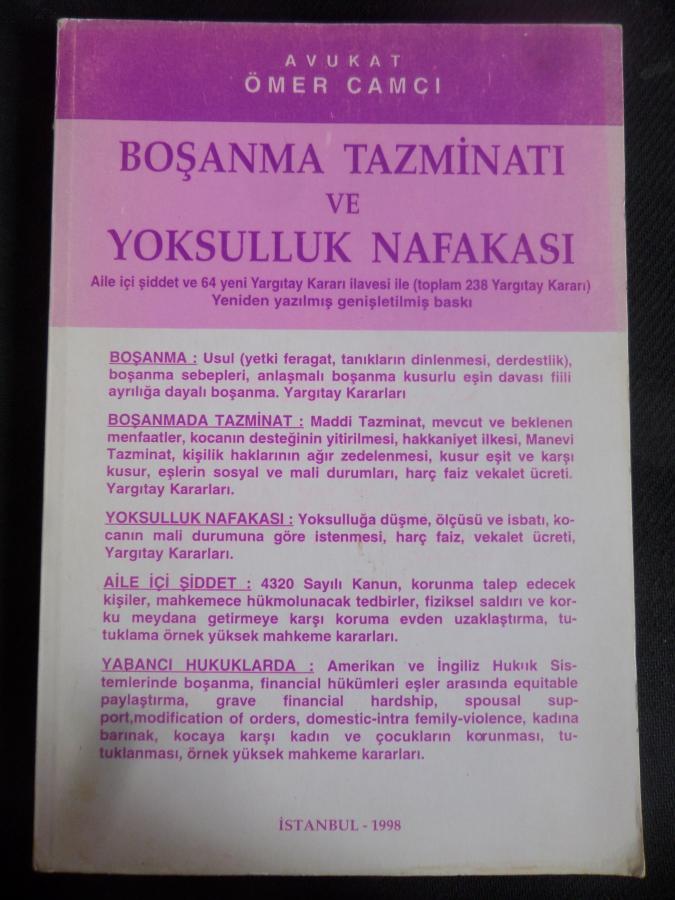 AVUKAT
ÖMER CAMCI
BOŞANMA TAZMİNATI
VE
YOKSULLUK NAFAKASI
Aile içi şiddet ve 64 yeni Yargıtay Kararı ilavesi ile (toplam 238 Yargıtay Kararı)
Yeniden yazılmış genişletilmiş baskı
BOŞANMA : Usul (yetki feragat, tanıkların dinlenmesi, derdestlik),
boşanma sebepleri, anlaşmalı boşanma kusurlu eşin davası fiili
ayrılığa dayalı boşanma. Yargıtay Kararları
BOŞANMADA TAZMİNAT : Maddi Tazminat, mevcut ve beklenen
menfaatler, kocanın desteğinin yitirilmesi, hakkaniyet ilkesi, Manevi
Tazminat, kişilik haklarının ağır zedelenmesi, kusur eşit ve karşı
kusur, eşlerin sosyal ve mali durumları, harç faiz vekalet ücreti.
Yargıtay Kararları.
YOKSULLUK NAFAKASI : Yoksulluğa düşme, ölçüsü ve isbatı, ko-
canın mali durumuna göre istenmesi, harç faiz, vekalet ücreti,
Yargıtay Kararları.
AİLE İÇİ ŞİDDET : 4320 Sayılı Kanun, korunma talep edecek
kişiler, mahkemece hükmolunacak tedbirler, fiziksel saldırı ve kor-
ku meydana getirmeye karşı koruma evden uzaklaştırma, tu-
tuklama örnek yüksek mahkeme kararları.
YABANCI HUKUKLARDA : Amerikan ve İngiliz Hukuk Sis-
temlerinde boşanma, financial hükümleri eşler arasında equitable
paylaştırma, grave financial hardship, spousal sup-
port,modification of orders, domestic-intra femily-violence, kadına
barınak, kocaya karşı kadın ve çocukların korunması, tu-
tuklanması, örnek yüksek mahkeme kararları.
İSTANBUL - 1998